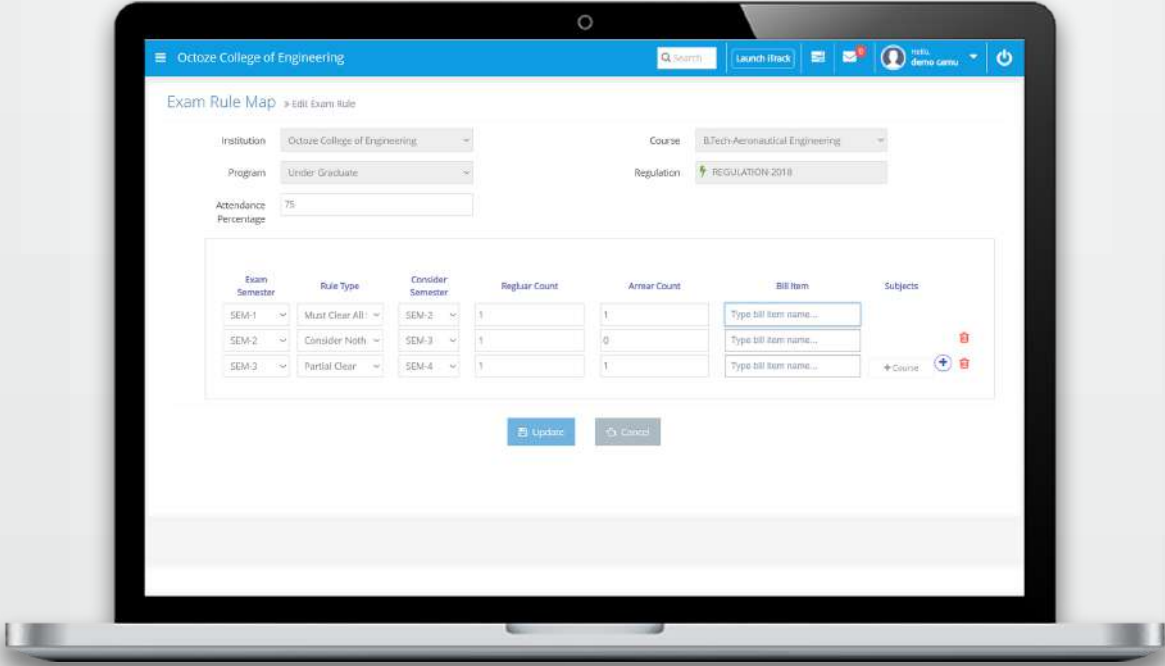 Octoze College of Engineering
Search
Launch iTrack
0
Hello,
demo camu
Exam Rule Map » Edit Exam Rule
Institution Octoze College of Engineering
Course B.Tech-Aeronautical Engineering
Program Under Graduate
Regulation REGULATION-2018
Attendance Percentage 75
Exam Semester Rule Type Consider Semester Regluar Count Arrear Count Bill Item Subjects
SEM-1 Must Clear All SEM-2 1 1 Type bill item name...
SEM-2 Consider Noth SEM-3 1 0 Type bill item name...
SEM-3 Partial Clear SEM-4 1 1 Type bill item name... + Course
Update Cancel